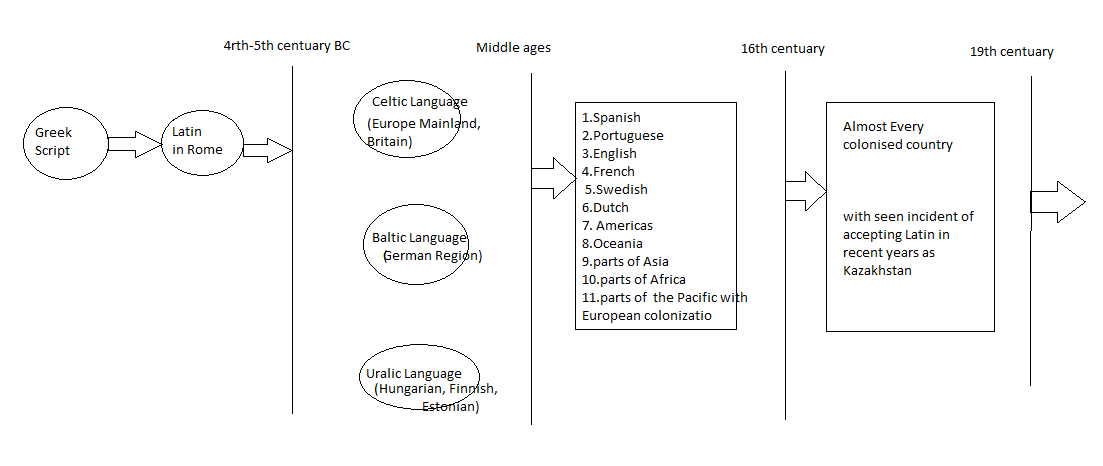 4rth-5th centuary BC
Middle ages
16th centuary
19th centuary
Greek
Script
Latin
in Rome
Celtic Language
(Europe Mainland,
Britain)
Baltic Language
(German Region)
Uralic Language
(Hungarian, Finnish,
Estonian)
1.Spanish
2.Portuguese
3.English
4.French
5.Swedish
6.Dutch
7. Americas
8.Oceania
9.parts of Asia
10.parts of Africa
11.parts of the Pacific with
European colonizatio
Almost Every
colonised country
with seen incident of
accepting Latin in
recent years as
Kazakhstan